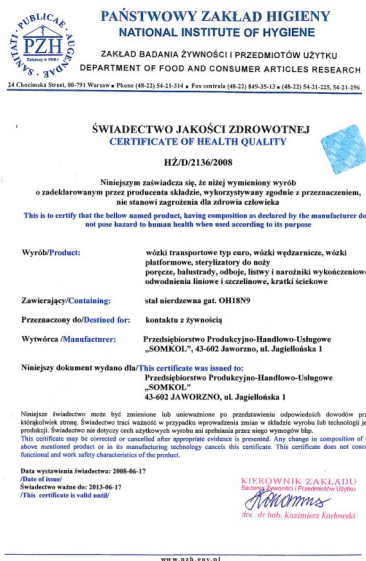 PUBLICAE
SANITATI
AUGENDAE
PZH
PAŃSTWOWY ZAKŁAD HIGIENY
NATIONAL INSTITUTE OF HYGIENE
ZAKŁAD BADANIA ŻYWNOŚCI I PRZEDMIOTÓW UŻYTKU
DEPARTMENT OF FOOD AND CONSUMER ARTICLES RESEARCH
24 Chocimska Street, 00-791 Warsaw • Phone (48-22) 54-21-314 • Fax centrala (48-22) 849-35-13 • (48-22) 54-21-225, 54-21-296
ŚWIADECTWO JAKOŚCI ZDROWOTNEJ
CERTIFICATE OF HEALTH QUALITY
HŻ/D/2136/2008
Niniejszym zaświadcza się, że niżej wymieniony wyrób
o zadeklarowanym przez producenta składzie, wykorzystywany zgodnie z przeznaczeniem,
nie stanowi zagrożenia dla zdrowia człowieka
This is to certify that the bellow named product, having composition as declared by the manufacturer do
not pose hazard to human health when used according to its purpose
Wyrób/Product: wózki transportowe typ euro, wózki wędzarnicze, wózki
platformowe, sterylizatory do noży
poręcze, balustrady, odboje, listwy i narożniki wykończeniowe
odwodnienia liniowe i szczelinowe, kratki ściekowe
Zawierający/Containing: stal nierdzewna gat. OH18N9
Przeznaczony do/Destined for: kontaktu z żywnością
Wytwórca /Manufacturer: Przedsiębiorstwo Produkcyjno-Handlowo-Usługowe
„SOMKOL”, 43-602 Jaworzno, ul. Jagiellońska 1
Niniejszy dokument wydano dla/This certificate was issued to:
Przedsiębiorstwo Produkcyjno-Handlowo-Usługowe
„SOMKOL”
43-602 JAWORZNO, ul. Jagiellońska 1
Niniejsze świadectwo może być zmienione lub unieważnione po przedstawieniu odpowiednich dowodów prz
którąkolwiek stronę. Świadectwo traci ważność w przypadku wprowadzenia zmian w składzie wyrobu lub technologii je
produkcji. Świadectwo nie dotyczy cech użytkowych wyrobu ani spełniania przez niego wymogów bhp.
This certificate may be corrected or cancelled after appropriate evidence is presented. Any change in composition of t
above mentioned product or in its manufacturing technology cancels this certificate. This certificate does not conc
functional and work safety characteristics of the product.
Data wystawienia świadectwa: 2008-06-17
/Date of issue/
Świadectwo ważne do: 2013-06-17
/This certificate is valid until/
KIEROWNIK ZAKŁADU
Badania Żywności i Przedmiotów Użytku
doc. dr hab. Kazimierz Karłowski
www.pzh.gov.pl